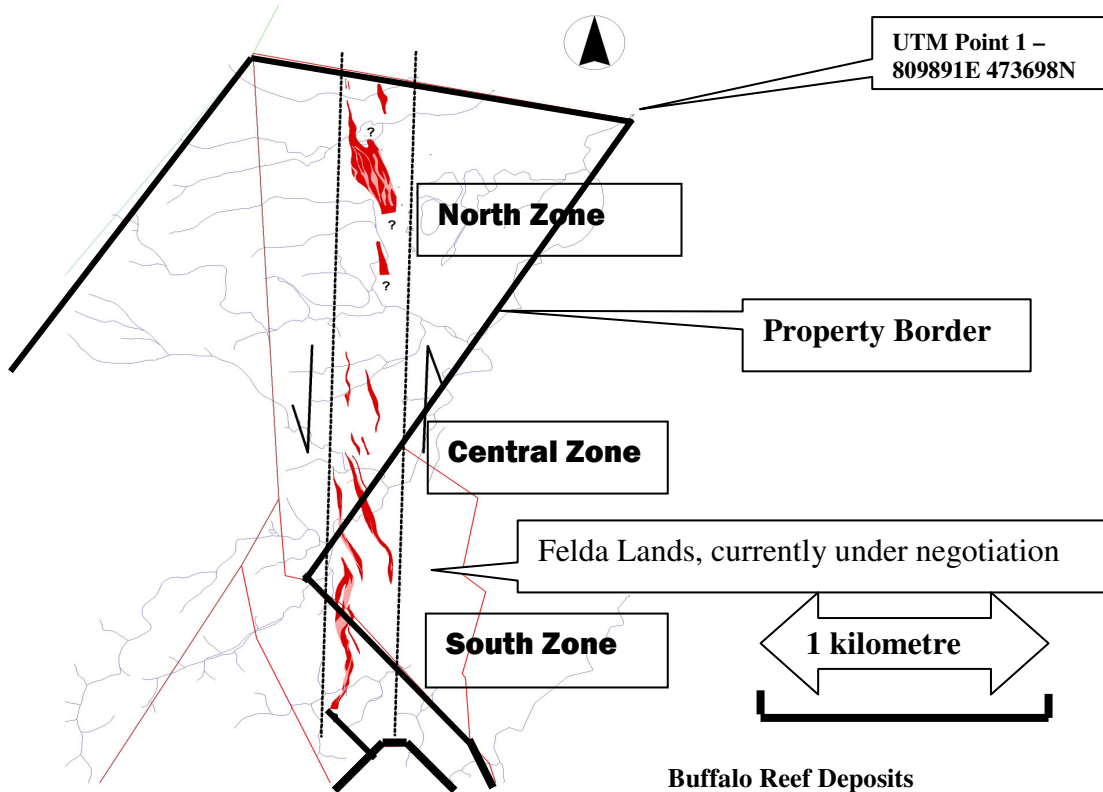 UTM Point 1 –
809891E 473698N
?
North Zone
?
?
Property Border
Central Zone
Felda Lands, currently under negotiation
South Zone
1 kilometre
Buffalo Reef Deposits